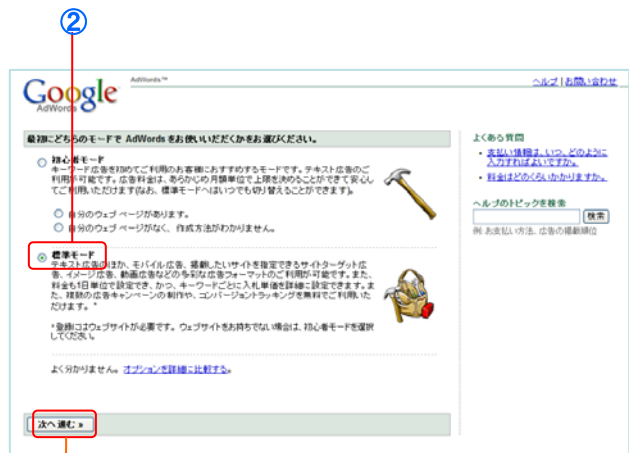 ②
Google
AdWords
AdWords™
ヘルプ | お問い合わせ
最初にどちらのモードで AdWords をお使いいただくかをお選びください。
初心者モード
キーワード広告を初めてご利用のお客様におすすめするモードです。テキスト広告のご
利用が可能です。広告料金は、あらかじめ月額単位で上限を決めることができて安心し
てご利用いただけます(なお、標準モードへはいつでも切り替えることができます)。
自分のウェブ ページがあります。
自分のウェブ ページがなく、作成方法がわかりません。
標準モード
テキスト広告のほか、モバイル広告、掲載したいサイトを指定できるサイトターゲット広
告、イメージ広告、動画広告などの多彩な広告フォーマットのご利用が可能です。また、
料金も1日単位で設定でき、かつ、キーワードごとに入札単価を詳細に設定できます。ま
た、複数の広告キャンペーンの制作や、コンバージョントラッキングを無料でご利用いた
だけます。*
*登録にはウェブサイトが必要です。ウェブサイトをお持ちでない場合は、初心者モードを選択
してください。
よく分かりません。オプションを詳細に比較する。
次へ進む »
よくある質問
・支払い情報は、いつ、どのように
入力すればよいですか。
・料金はどのくらいかかりますか。
ヘルプのトピックを検索
検索
例: お支払い方法、広告の掲載順位